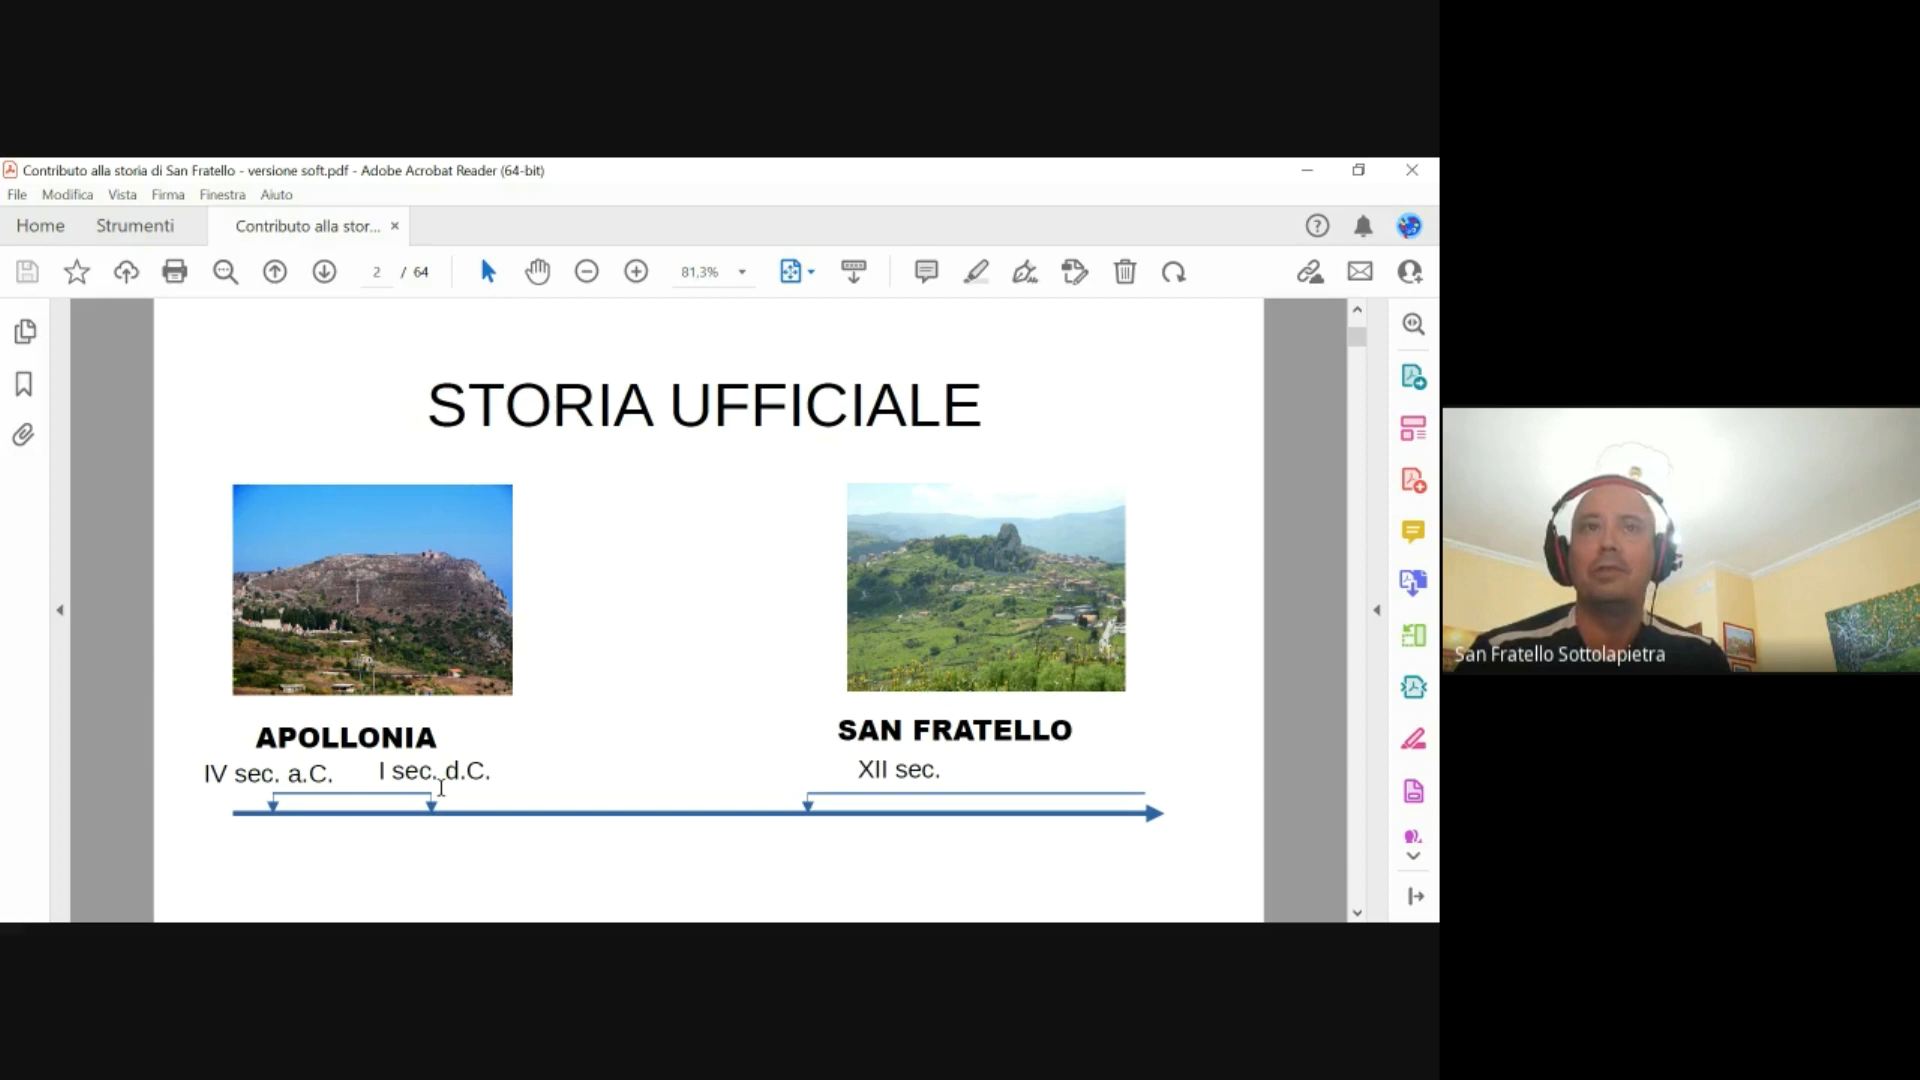 Contributo alla storia di San Fratello - versione soft.pdf - Adobe Acrobat Reader (64-bit)
File Modifica Vista Firma Finestra Aiuto
Home Strumenti Contributo alla stor... ×
2 / 64 81,3%
STORIA UFFICIALE
APOLLONIA
IV sec. a.C. I sec. d.C.
SAN FRATELLO
XII sec.
San Fratello Sottolapietra